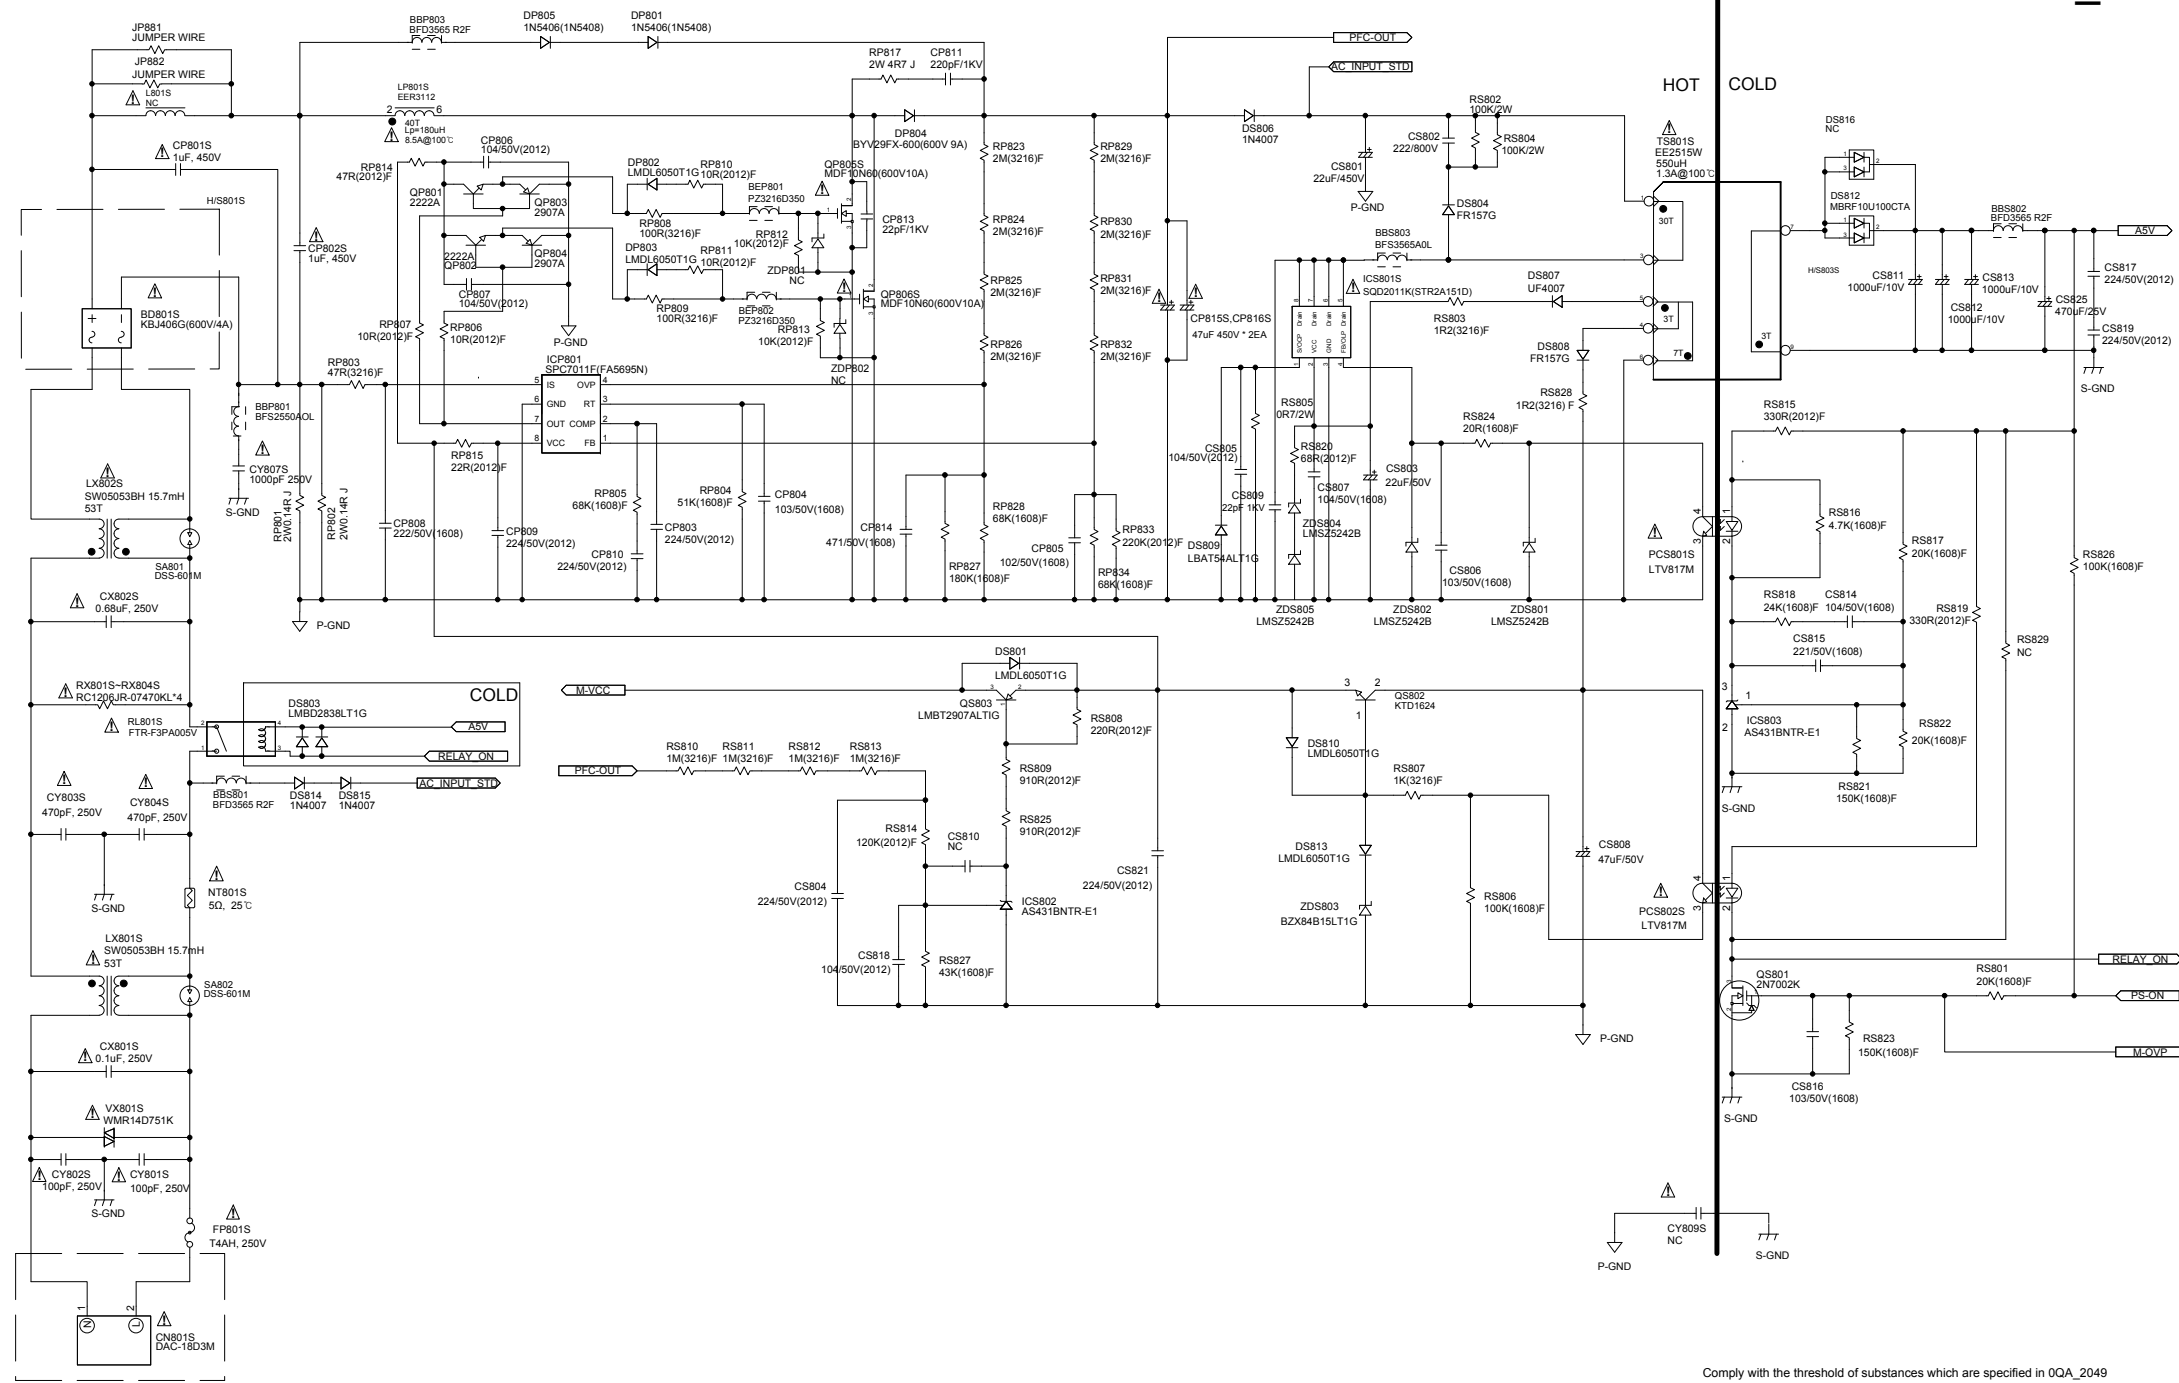 JP881
JUMPER WIRE
JP882
JUMPER WIRE
L801S
NC
BBP803
BFD3565 R2F
DP805
1N5406(1N5408)
DP801
1N5406(1N5408)
RP817
2W 4R7 J
CP811
220pF/1KV
PFC-OUT
AC_INPUT_STD
HOT
COLD
LP801S
EER3112
2
6
40T
Lp=180uH
8.5A@100℃
DP804
BYV29FX-600(600V 9A)
DS806
1N4007
CS801
22uF/450V
P-GND
CS802
222/800V
RS802
100K/2W
RS804
100K/2W
DS804
FR157G
TS801S
EE2515W
550uH
1.3A@100℃
DS816
NC
DS812
MBRF10U100CTA
BBS802
BFD3565 R2F
A5V
H/S803S
CS811
1000uF/10V
CS812
1000uF/10V
CS813
1000uF/10V
CS825
470uF/25V
CS817
224/50V(2012)
CS819
224/50V(2012)
S-GND
30T
3T
7T
3T
CP801S
1uF, 450V
H/S801S
CP802S
1uF, 450V
BD801S
KBJ406G(600V/4A)
RP814
47R(2012)F
CP806
104/50V(2012)
QP801
2222A
QP803
2907A
2222A
QP802
QP804
2907A
CP807
104/50V(2012)
P-GND
RP807
10R(2012)F
RP806
10R(2012)F
DP802
LMDL6050T1G
RP810
10R(2012)F
RP808
100R(3216)F
BEP801
PZ3216D350
DP803
LMDL6050T1G
RP811
10R(2012)F
RP809
100R(3216)F
BEP802
PZ3216D350
RP812
10K(2012)F
ZDP801
NC
RP813
10K(2012)F
ZDP802
NC
QP805S
MDF10N60(600V10A)
CP813
22pF/1KV
QP806S
MDF10N60(600V10A)
RP823
2M(3216)F
RP824
2M(3216)F
RP825
2M(3216)F
RP826
2M(3216)F
RP829
2M(3216)F
RP830
2M(3216)F
RP831
2M(3216)F
RP832
2M(3216)F
CP815S,CP816S
47uF 450V * 2EA
BBS803
BFS3565A0L
ICS801S
SQD2011K(STR2A151D)
S/OCP Drain
VCC Drain
GND Drain
FB/OLP Drain
DS807
UF4007
RS803
1R2(3216)F
DS808
FR157G
RS828
1R2(3216) F
RP803
47R(3216)F
ICP801
SPC7011F(FA5695N)
5 IS OVP 4
6 GND RT 3
7 OUT COMP 2
8 VCC FB 1
RP815
22R(2012)F
BBP801
BFS2550AOL
CY807S
1000pF 250V
S-GND
RP801
2W0.14R J
RP802
2W0.14R J
CP808
222/50V(1608)
CP809
224/50V(2012)
RP805
68K(1608)F
CP810
224/50V(2012)
CP803
224/50V(2012)
RP804
51K(1608)F
CP804
103/50V(1608)
CP814
471/50V(1608)
RP827
180K(1608)F
RP828
68K(1608)F
CP805
102/50V(1608)
RP833
220K(2012)F
RP834
68K(1608)F
P-GND
RS805
0R7/2W
CS805
104/50V(2012)
CS809
22pF 1KV
DS809
LBAT54ALT1G
RS820
68R(2012)F
CS807
104/50V(1608)
ZDS804
LMSZ5242B
ZDS805
LMSZ5242B
CS803
22uF/50V
RS824
20R(1608)F
ZDS802
LMSZ5242B
CS806
103/50V(1608)
ZDS801
LMSZ5242B
PCS801S
LTV817M
RS815
330R(2012)F
RS816
4.7K(1608)F
RS817
20K(1608)F
RS818
24K(1608)F
CS814
104/50V(1608)
CS815
221/50V(1608)
RS819
330R(2012)F
RS829
NC
RS826
100K(1608)F
ICS803
AS431BNTR-E1
RS822
20K(1608)F
RS821
150K(1608)F
S-GND
LX802S
SW05053BH 15.7mH
53T
SA801
DSS-601M
CX802S
0.68uF, 250V
RX801S~RX804S
RC1206JR-07470KL*4
RL801S
FTR-F3PA005V
DS803
LMBD2838LT1G
COLD
A5V
RELAY_ON
BBS801
BFD3565 R2F
DS814
1N4007
DS815
1N4007
AC_INPUT_STD
CY803S
470pF, 250V
CY804S
470pF, 250V
S-GND
NT801S
5Ω, 25℃
LX801S
SW05053BH 15.7mH
53T
SA802
DSS-601M
CX801S
0.1uF, 250V
VX801S
WMR14D751K
CY802S
100pF, 250V
CY801S
100pF, 250V
S-GND
FP801S
T4AH, 250V
1
2
N
L
CN801S
DAC-18D3M
M-VCC
DS801
LMDL6050T1G
QS803
LMBT2907ALTIG
RS808
220R(2012)F
PFC-OUT
RS810
1M(3216)F
RS811
1M(3216)F
RS812
1M(3216)F
RS813
1M(3216)F
RS809
910R(2012)F
RS825
910R(2012)F
RS814
120K(2012)F
CS810
NC
CS804
224/50V(2012)
ICS802
AS431BNTR-E1
CS818
104/50V(2012)
RS827
43K(1608)F
CS821
224/50V(2012)
3
2
1
QS802
KTD1624
DS810
LMDL6050T1G
RS807
1K(3216)F
DS813
LMDL6050T1G
ZDS803
BZX84B15LT1G
RS806
100K(1608)F
CS808
47uF/50V
P-GND
PCS802S
LTV817M
QS801
2N7002K
RELAY_ON
RS801
20K(1608)F
PS-ON
M-OVP
RS823
150K(1608)F
CS816
103/50V(1608)
S-GND
CY809S
NC
P-GND
S-GND
Comply with the threshold of substances which are specified in 0QA_2049